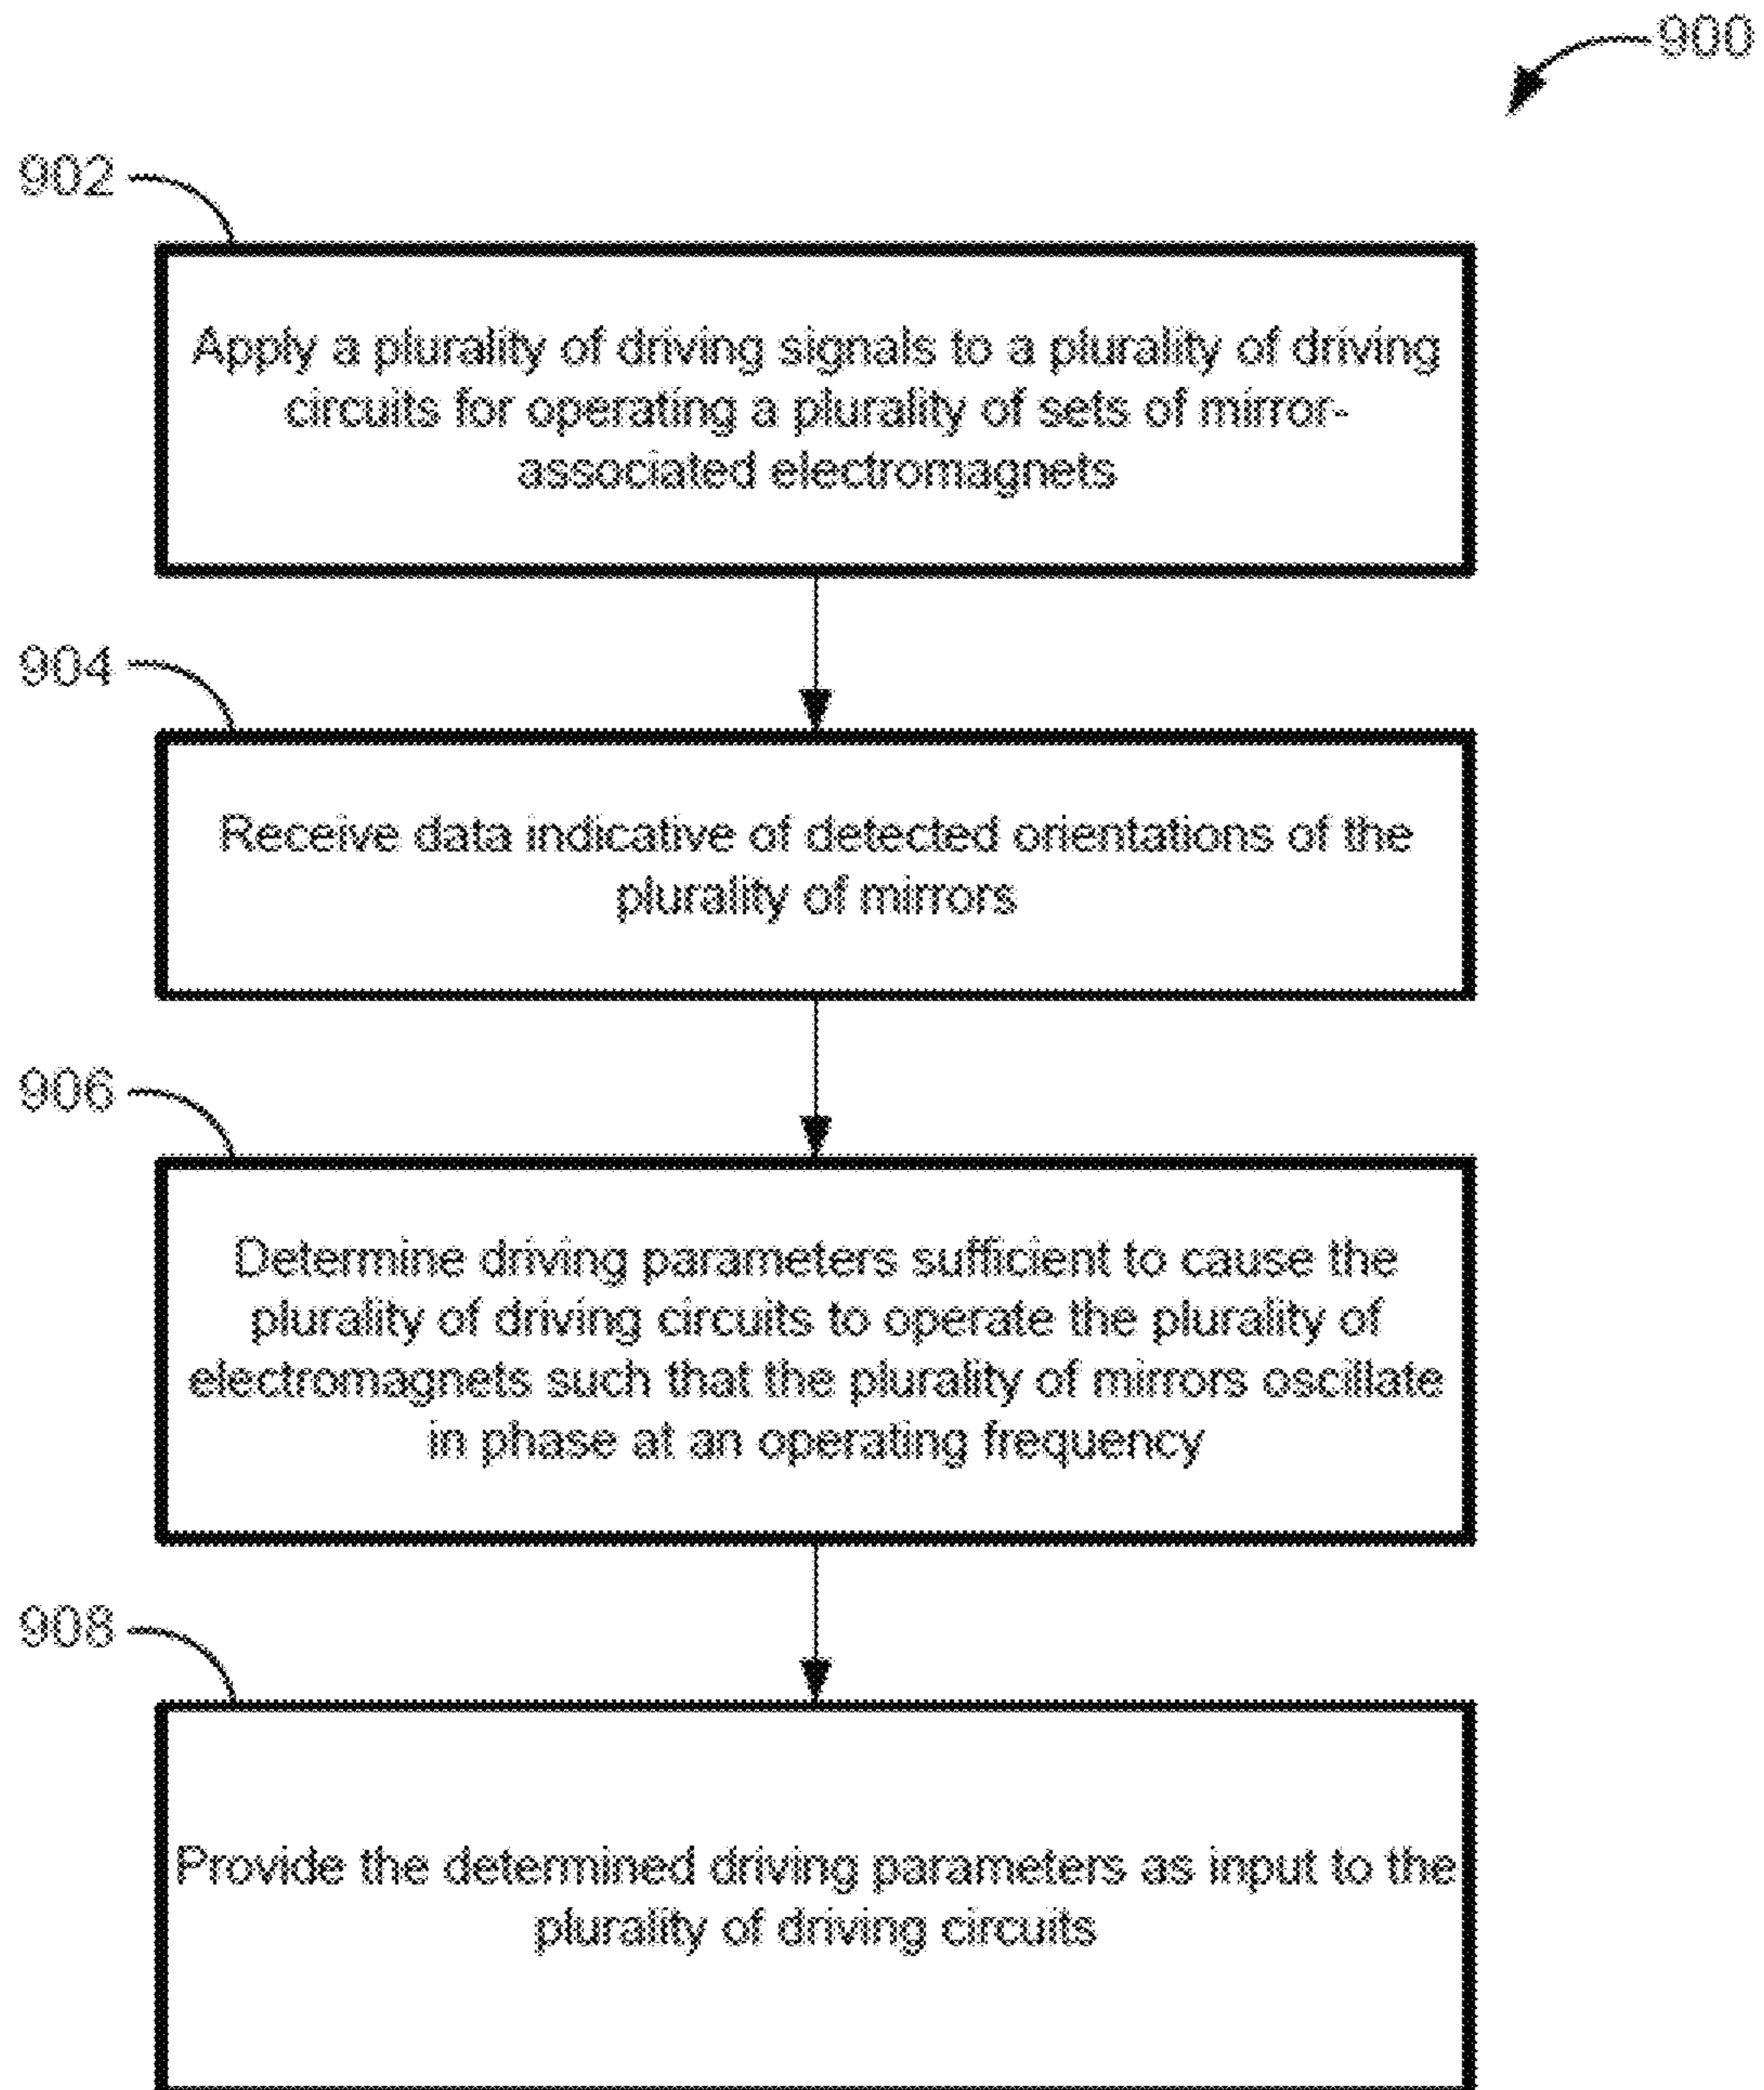 900
902
Apply a plurality of driving signals to a plurality of driving
circuits for operating a plurality of sets of mirror-
associated electromagnets
904
Receive data indicative of detected orientations of the
plurality of mirrors
906
Determine driving parameters sufficient to cause the
plurality of driving circuits to operate the plurality of
electromagnets such that the plurality of mirrors oscillate
in phase at an operating frequency
908
Provide the determined driving parameters as input to the
plurality of driving circuits